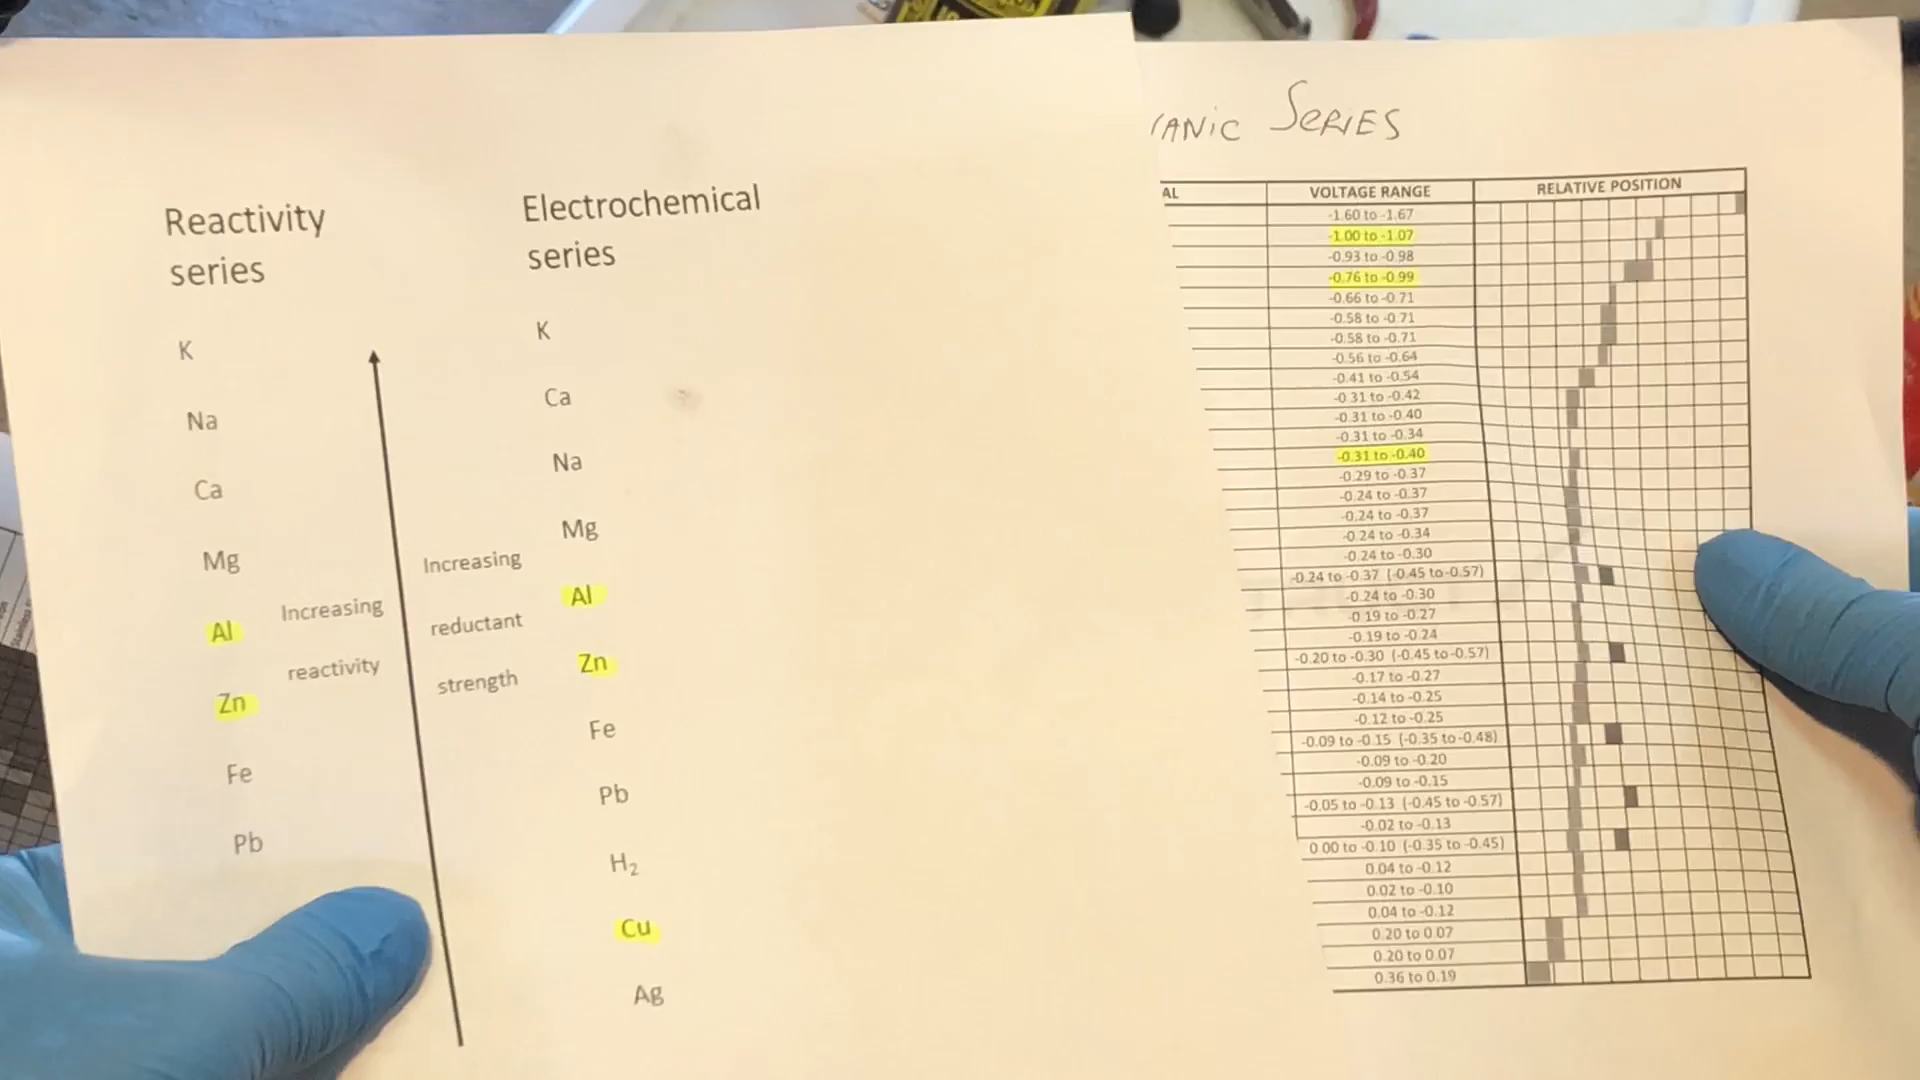 Reactivity
series
K
Na
Ca
Mg
Al
Zn
Fe
Pb
Increasing
reactivity
Increasing
reductant
strength
Electrochemical
series
K
Ca
Na
Mg
Al
Zn
Fe
Pb
H₂
Cu
Ag
ANIC SERIES
AL VOLTAGE RANGE RELATIVE POSITION
-1.60 to -1.67
-1.00 to -1.07
-0.93 to -0.98
-0.76 to -0.99
-0.66 to -0.71
-0.58 to -0.71
-0.58 to -0.71
-0.56 to -0.64
-0.41 to -0.54
-0.31 to -0.42
-0.31 to -0.40
-0.31 to -0.34
-0.31 to -0.40
-0.29 to -0.37
-0.24 to -0.37
-0.24 to -0.37
-0.24 to -0.34
-0.24 to -0.30
-0.24 to -0.37 (-0.45 to-0.57)
-0.24 to -0.30
-0.19 to -0.27
-0.19 to -0.24
-0.20 to -0.30 (-0.45 to-0.57)
-0.17 to -0.27
-0.14 to -0.25
-0.12 to -0.25
-0.09 to -0.15 (-0.35 to-0.48)
-0.09 to -0.20
-0.09 to -0.15
-0.05 to -0.13 (-0.45 to -0.57)
-0.02 to -0.13
0.00 to -0.10 (-0.35 to -0.45)
0.04 to -0.12
0.02 to -0.10
0.04 to -0.12
0.20 to 0.07
0.20 to 0.07
0.36 to 0.19